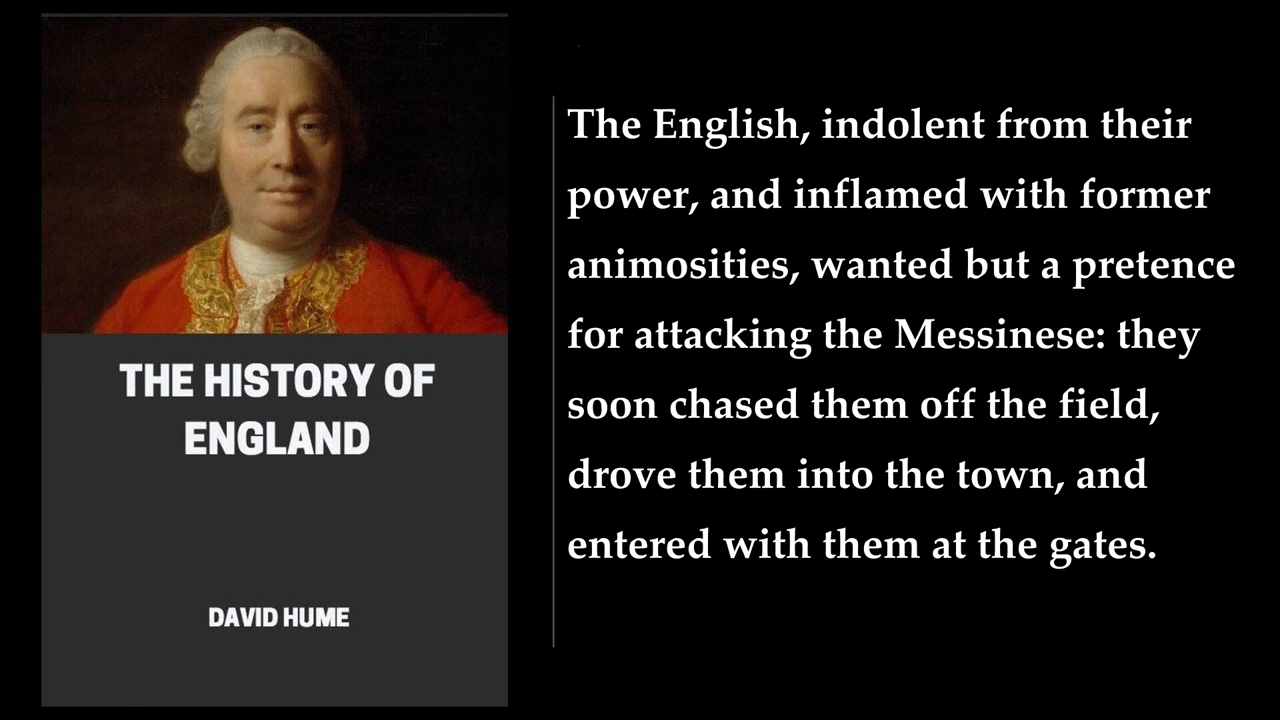 THE HISTORY OF
ENGLAND
DAVID HUME
The English, indolent from their
power, and inflamed with former
animosities, wanted but a pretence
for attacking the Messinese: they
soon chased them off the field,
drove them into the town, and
entered with them at the gates.